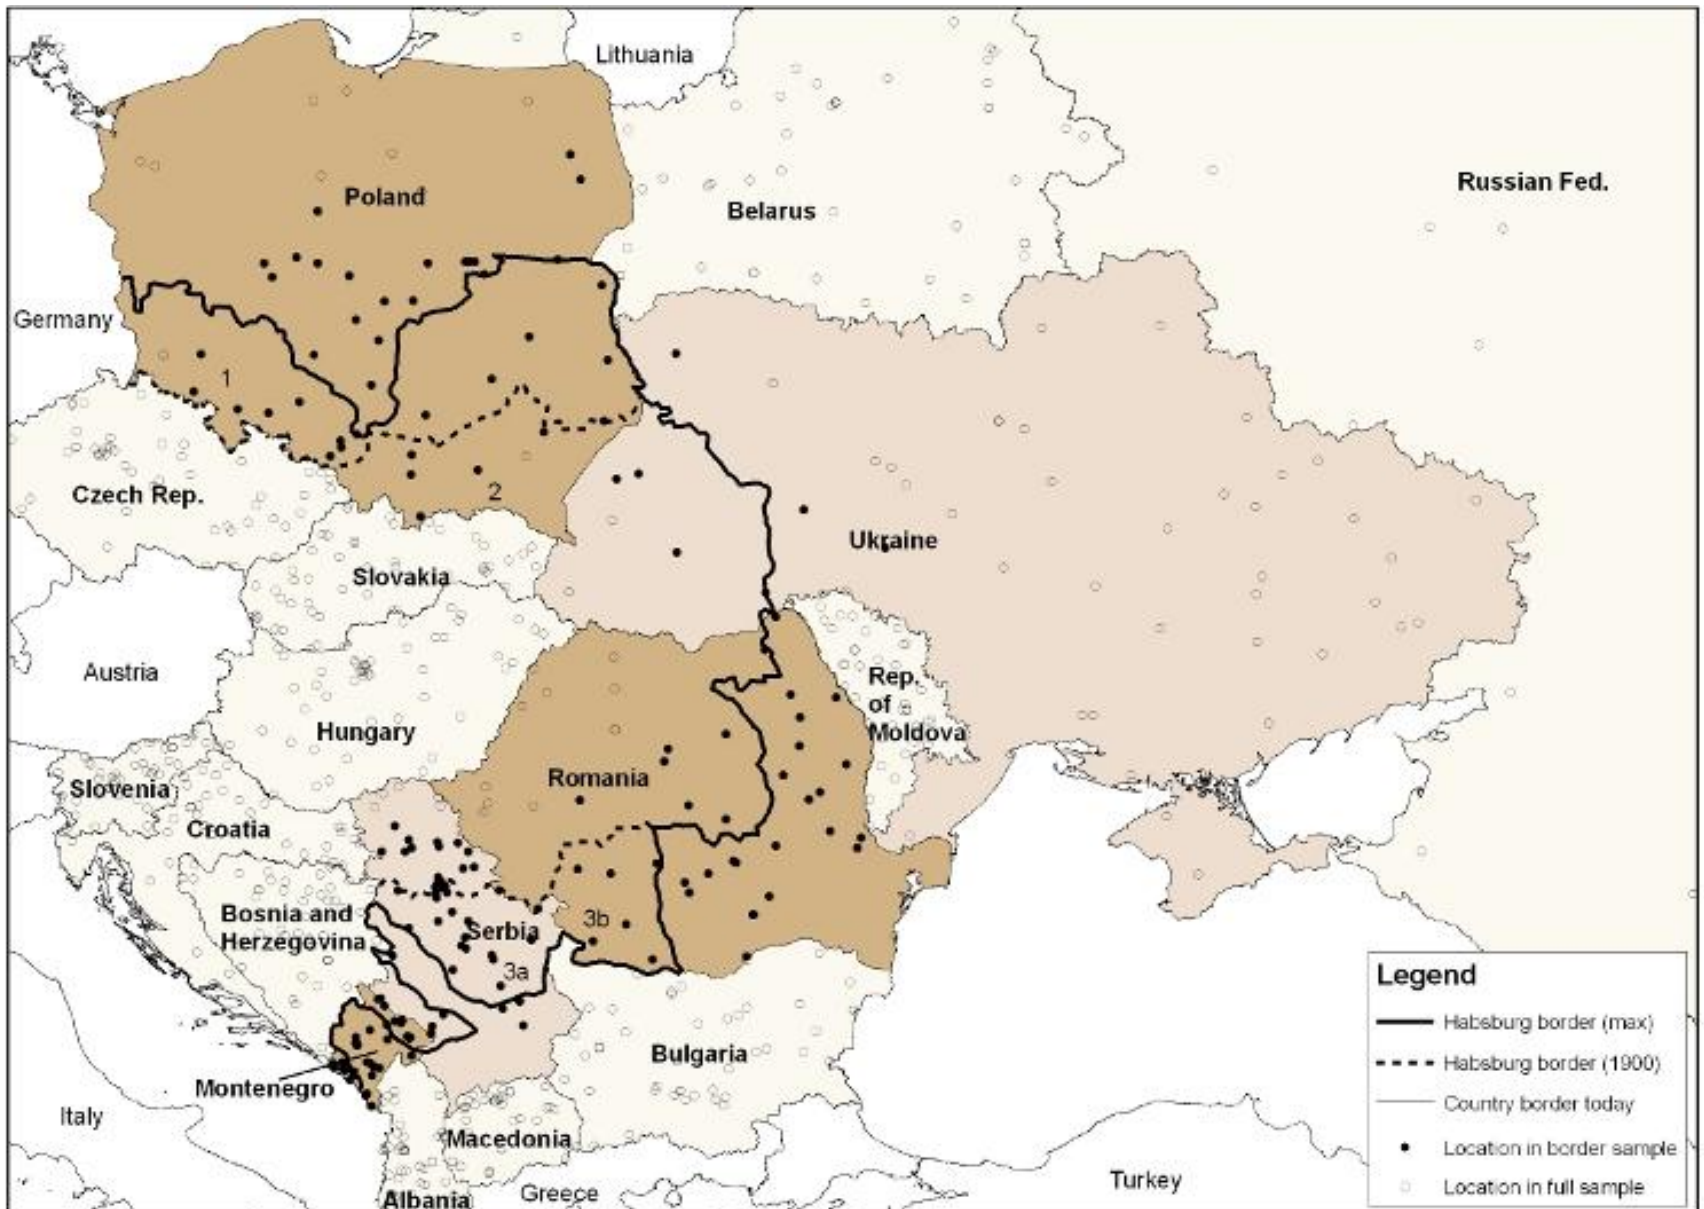 Lithuania
Russian Fed.
Poland
Belarus
Germany
1
2
Czech Rep.
Ukraine
Slovakia
Austria
Rep.
of
Moldova
Hungary
Romania
Slovenia
Croatia
Bosnia and
Herzegovina
3b
Serbia
3a
Legend
Habsburg border (max)
Bulgaria
Habsburg border (1900)
Montenegro
Country border today
Italy
Macedonia
Location in border sample
Turkey
Location in full sample
Greece
Albania